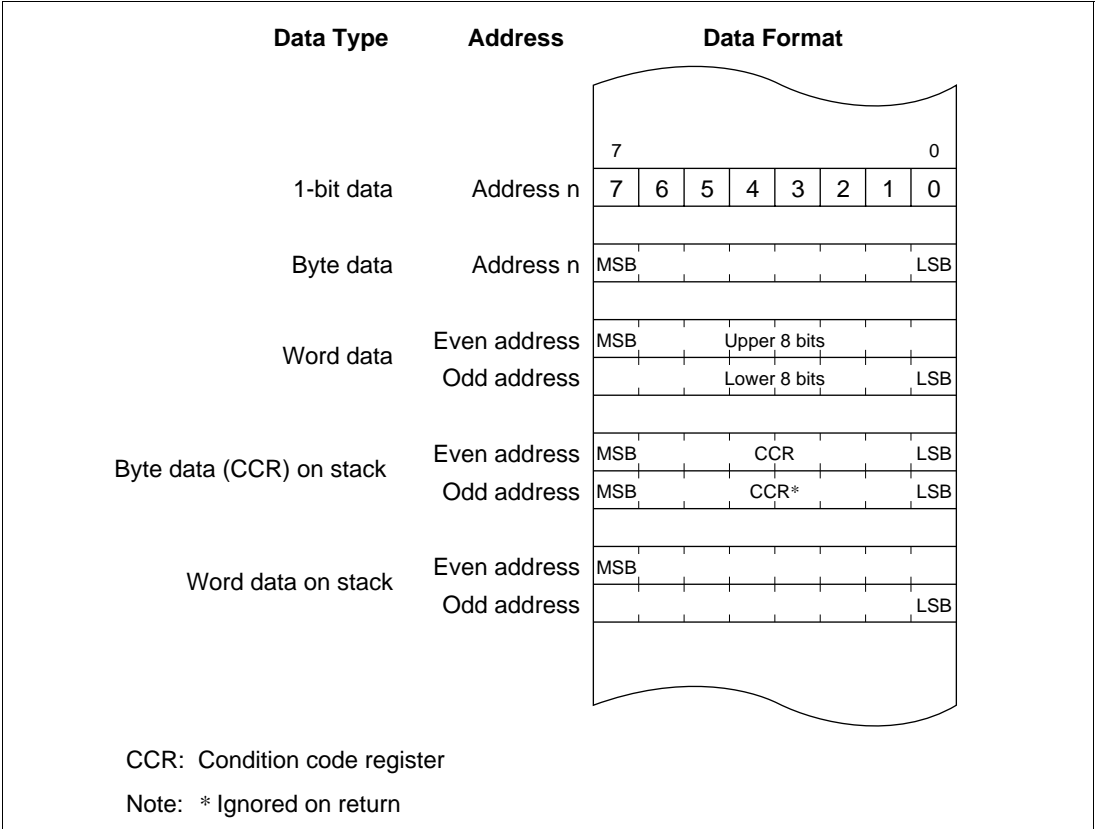 Data Type Address Data Format
7 0
1-bit data Address n 7 6 5 4 3 2 1 0
Byte data Address n MSB LSB
Word data
Even address MSB Upper 8 bits
Odd address Lower 8 bits LSB
Byte data (CCR) on stack
Even address MSB CCR LSB
Odd address MSB CCR* LSB
Word data on stack
Even address MSB
Odd address LSB
CCR: Condition code register
Note: * Ignored on return